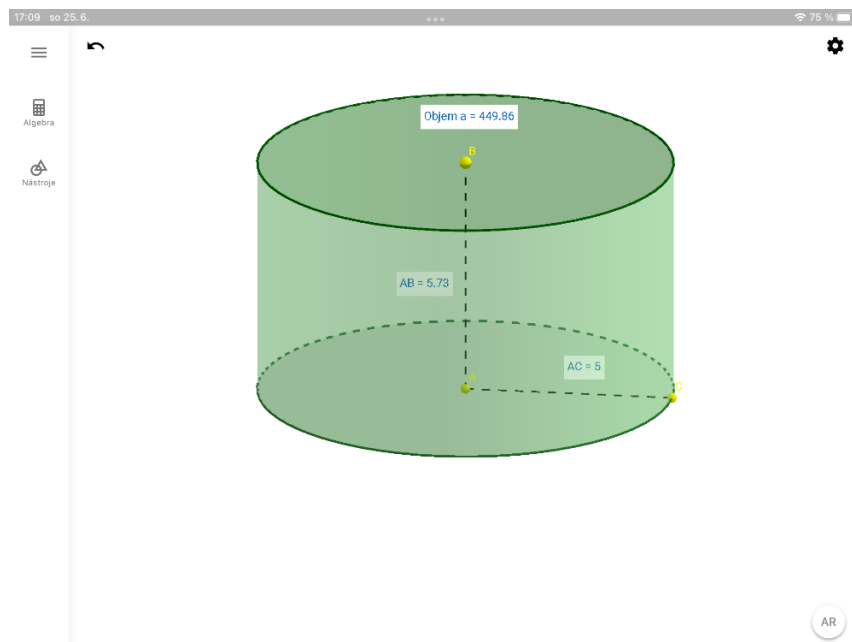 17:09 so 25. 6.
75 %
Algebra
Nástroje
Objem a = 449.86
B
AB = 5.73
AC = 5
A
C
AR